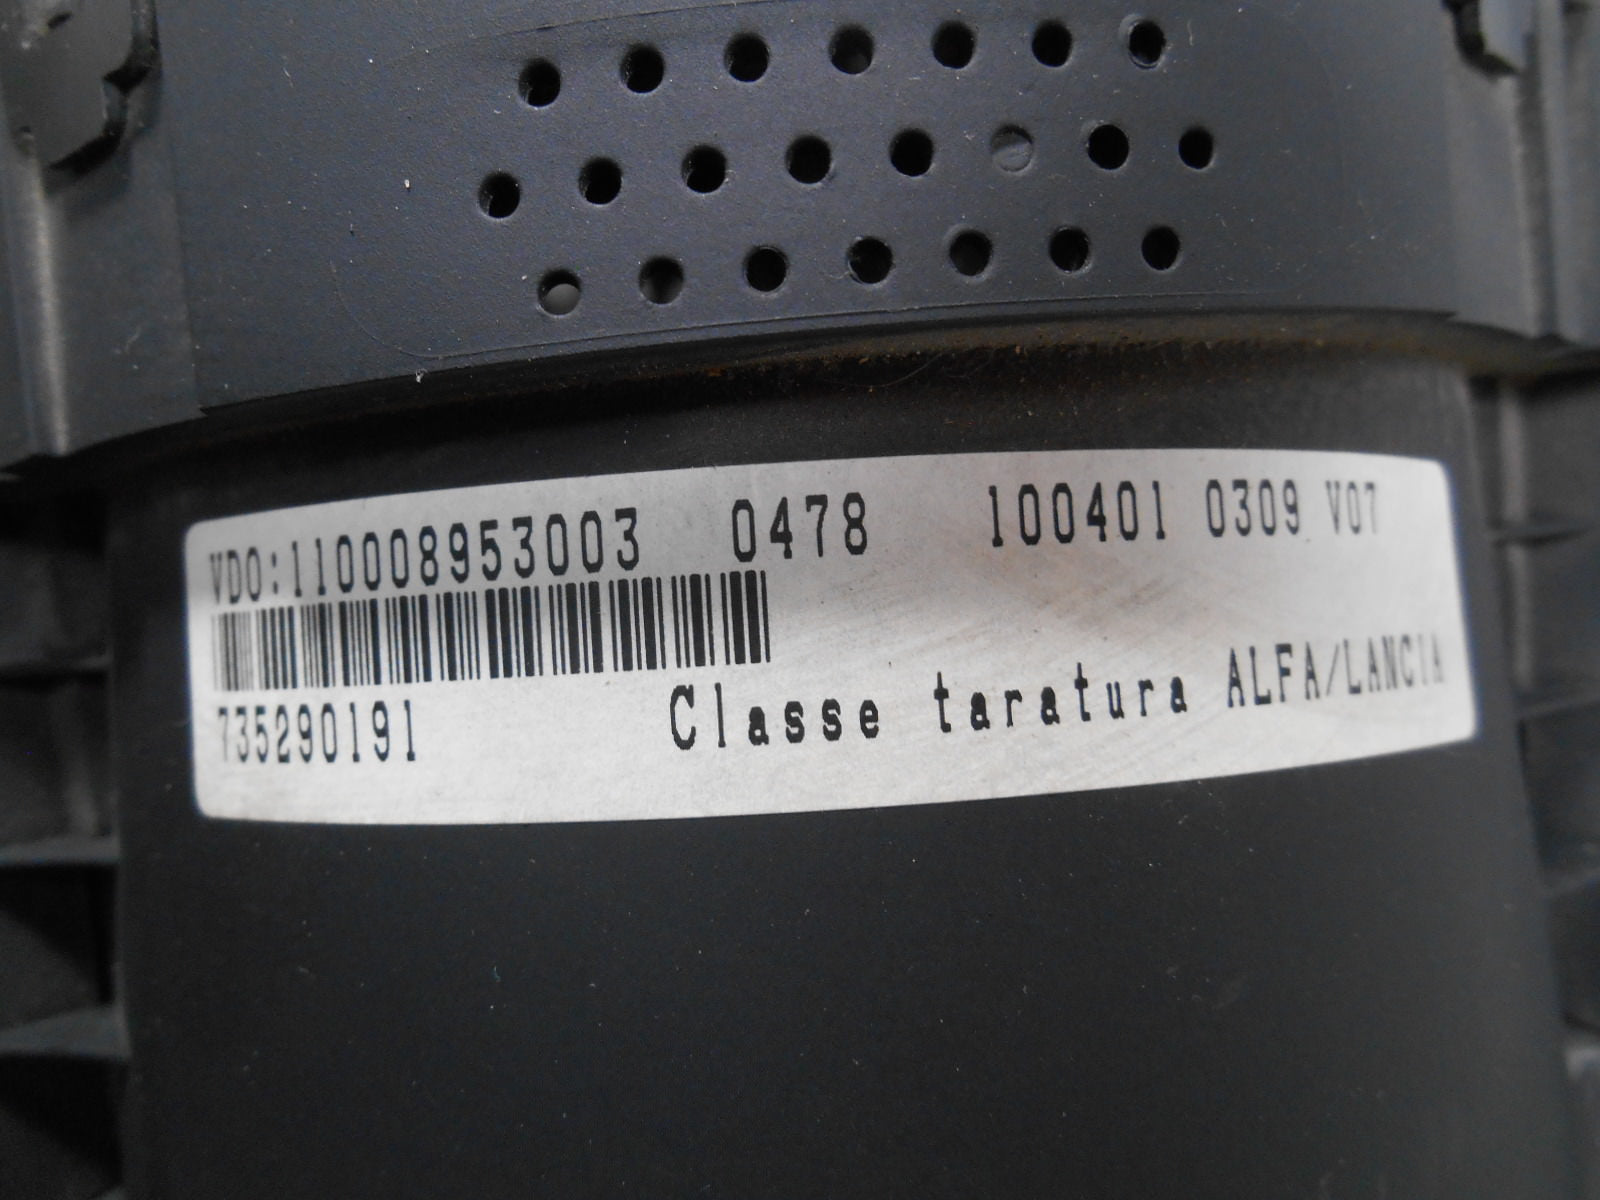 VDO:110008953003 0478 100401 0309 V07
735290191 Classe taratura ALFA/LANCIA